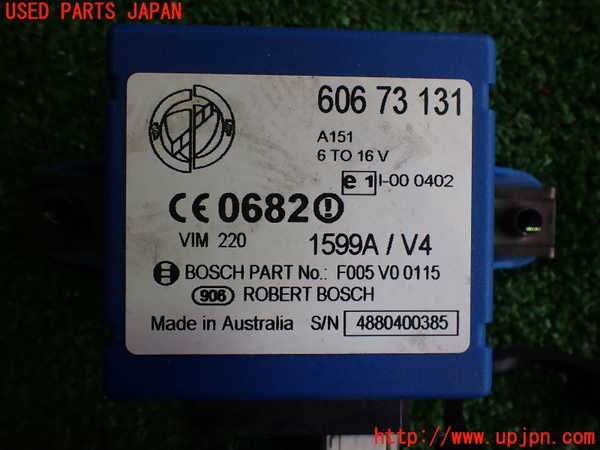 USED PARTS JAPAN
606 73 131
A151
6 TO 16 V
e1 I-00 0402
CE 0682
VIM 220 1599A / V4
BOSCH PART No.: F005 V0 0115
906 ROBERT BOSCH
Made in Australia S/N 4880400385
http://www.upjpn.com